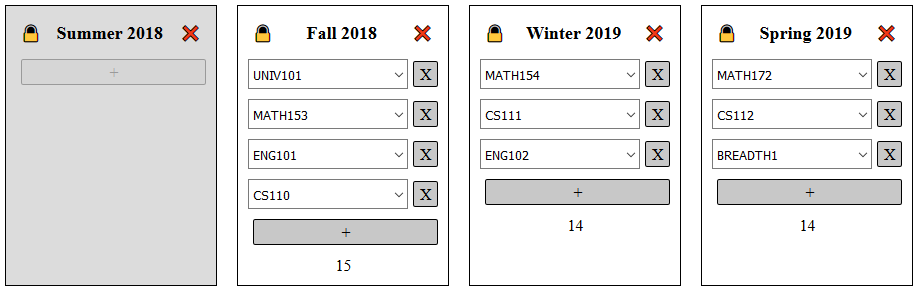 Summer 2018
+
Fall 2018
UNIV101 X
MATH153 X
ENG101 X
CS110 X
+
15
Winter 2019
MATH154 X
CS111 X
ENG102 X
+
14
Spring 2019
MATH172 X
CS112 X
BREADTH1 X
+
14